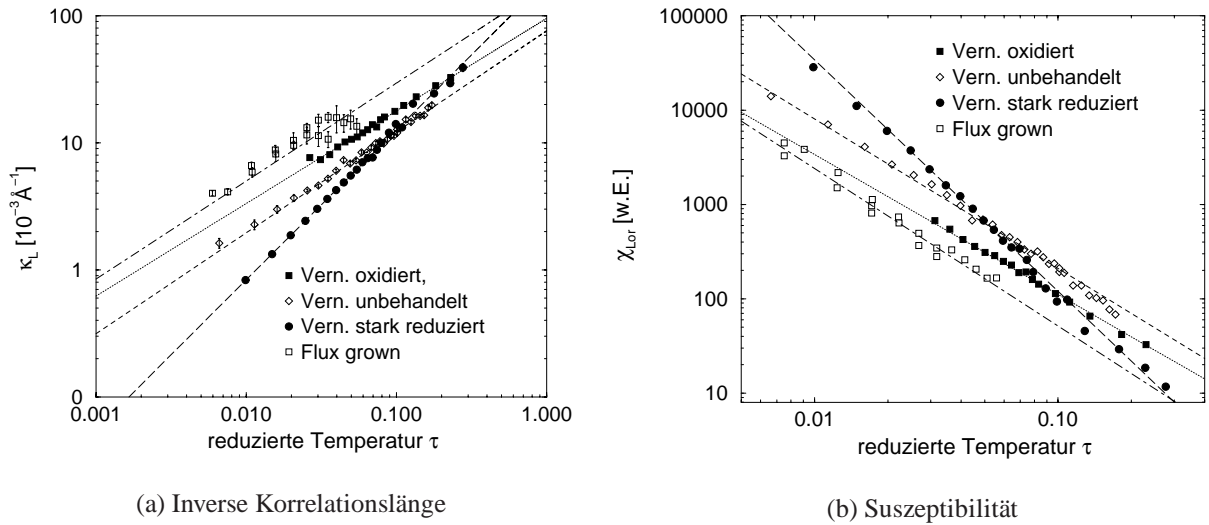 100
10
1
0
κL [10⁻³Å⁻¹]
Vern. oxidiert,
Vern. unbehandelt
Vern. stark reduziert
Flux grown
0.001 0.010 0.100 1.000
reduzierte Temperatur τ
(a) Inverse Korrelationslänge
100000
10000
1000
100
10
χLor [w.E.]
Vern. oxidiert
Vern. unbehandelt
Vern. stark reduziert
Flux grown
0.01 0.10
reduzierte Temperatur τ
(b) Suszeptibilität